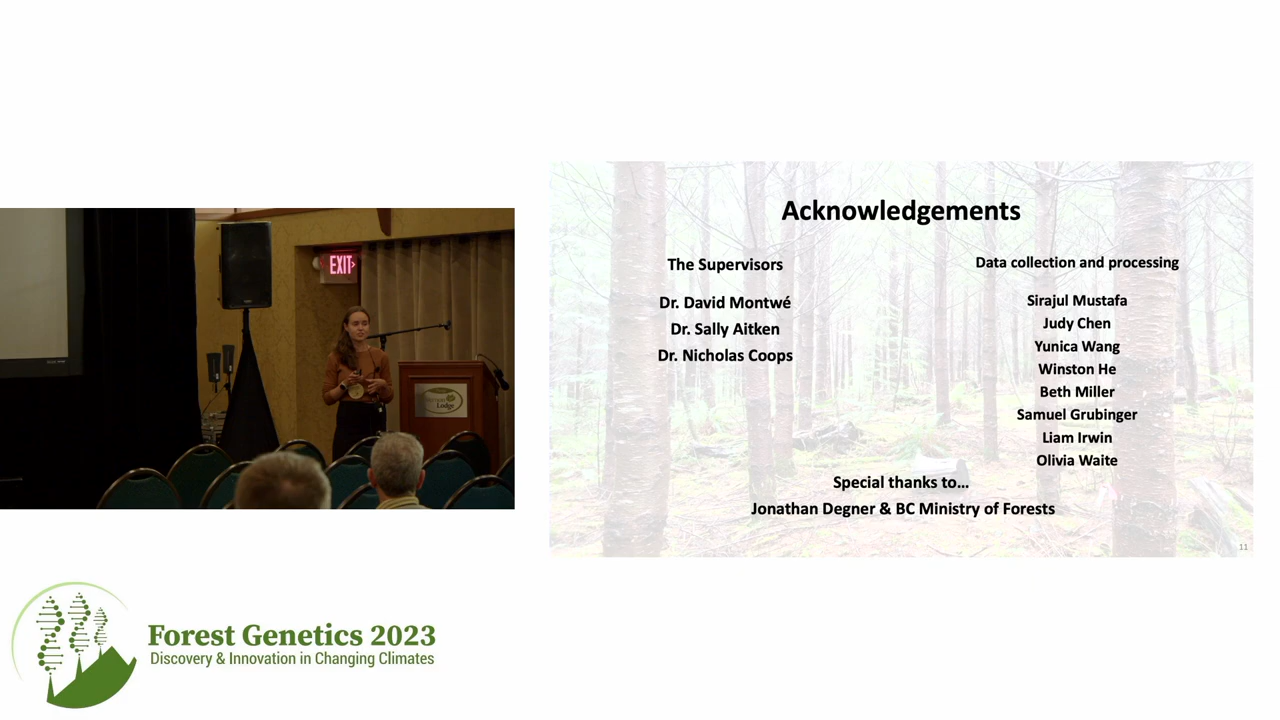 EXIT
Lodge
Acknowledgements
The Supervisors
Dr. David Montwé
Dr. Sally Aitken
Dr. Nicholas Coops
Data collection and processing
Sirajul Mustafa
Judy Chen
Yunica Wang
Winston He
Beth Miller
Samuel Grubinger
Liam Irwin
Olivia Waite
Special thanks to…
Jonathan Degner & BC Ministry of Forests
11
Forest Genetics 2023
Discovery & Innovation in Changing Climates